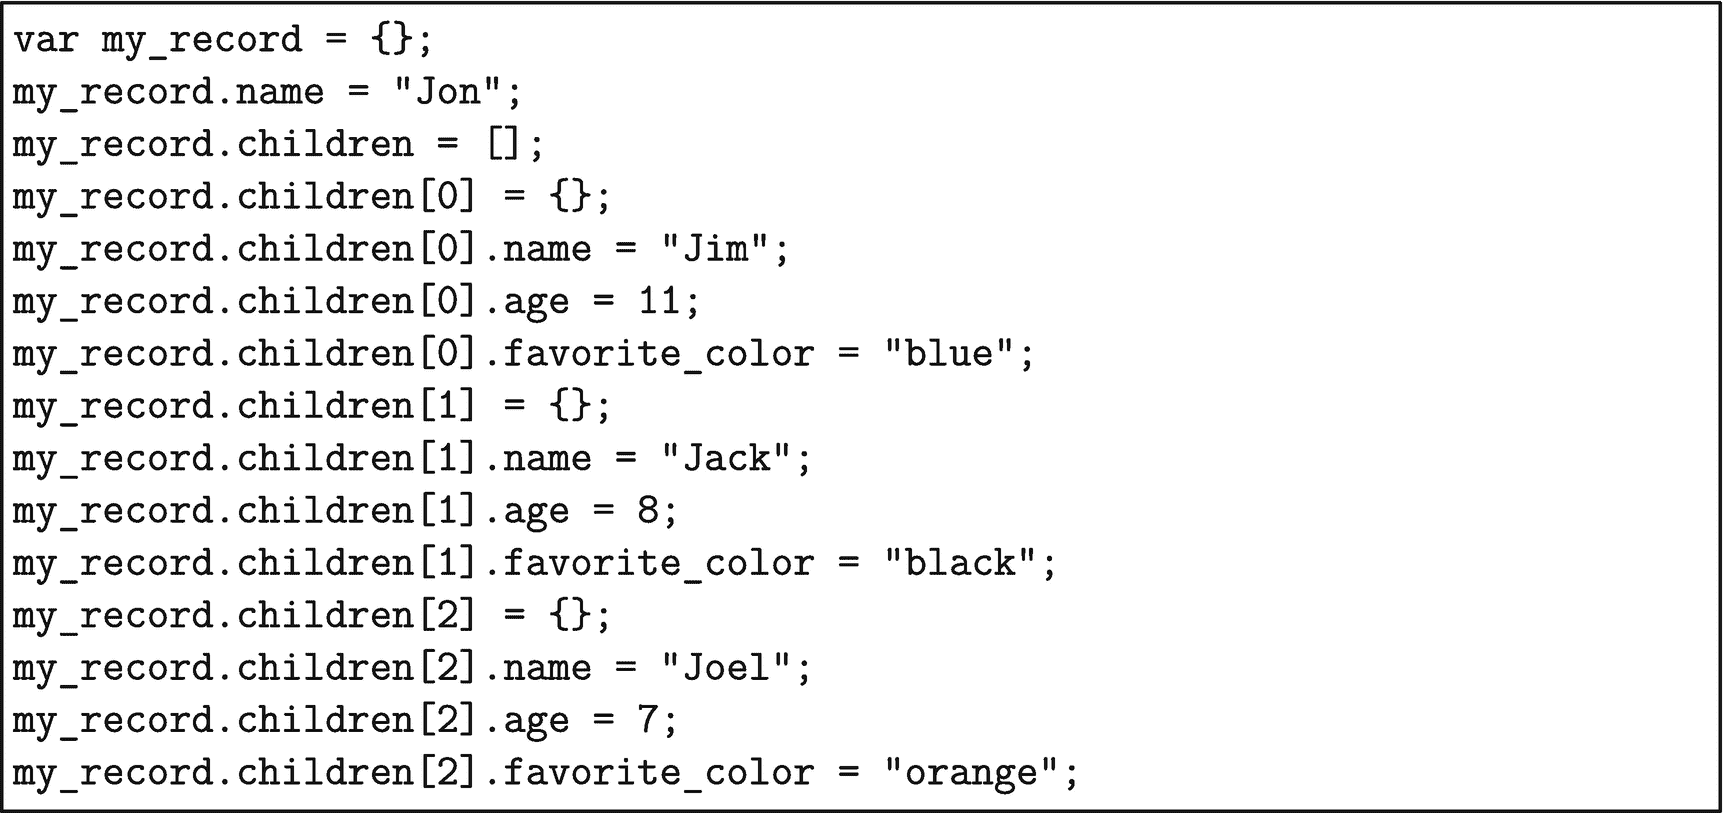 var my_record = {};
my_record.name = "Jon";
my_record.children = [];
my_record.children[0] = {};
my_record.children[0].name = "Jim";
my_record.children[0].age = 11;
my_record.children[0].favorite_color = "blue";
my_record.children[1] = {};
my_record.children[1].name = "Jack";
my_record.children[1].age = 8;
my_record.children[1].favorite_color = "black";
my_record.children[2] = {};
my_record.children[2].name = "Joel";
my_record.children[2].age = 7;
my_record.children[2].favorite_color = "orange";